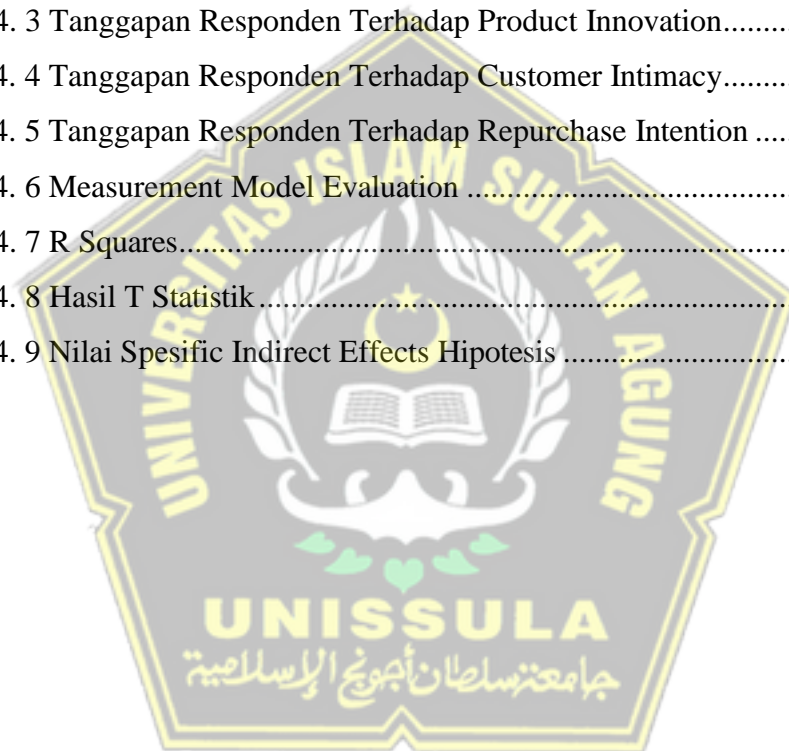 4. 3 Tanggapan Responden Terhadap Product Innovation........
4. 4 Tanggapan Responden Terhadap Customer Intimacy........
4. 5 Tanggapan Responden Terhadap Repurchase Intention .....
4. 6 Measurement Model Evaluation ......................................
4. 7 R Squares.........................................................................
4. 8 Hasil T Statistik................................................................
4. 9 Nilai Spesific Indirect Effects Hipotesis ...........................
UNIVERSITAS ISLAM SULTAN AGUNG
UNISSULA
جامعة سلطان أجونج الإسلامية